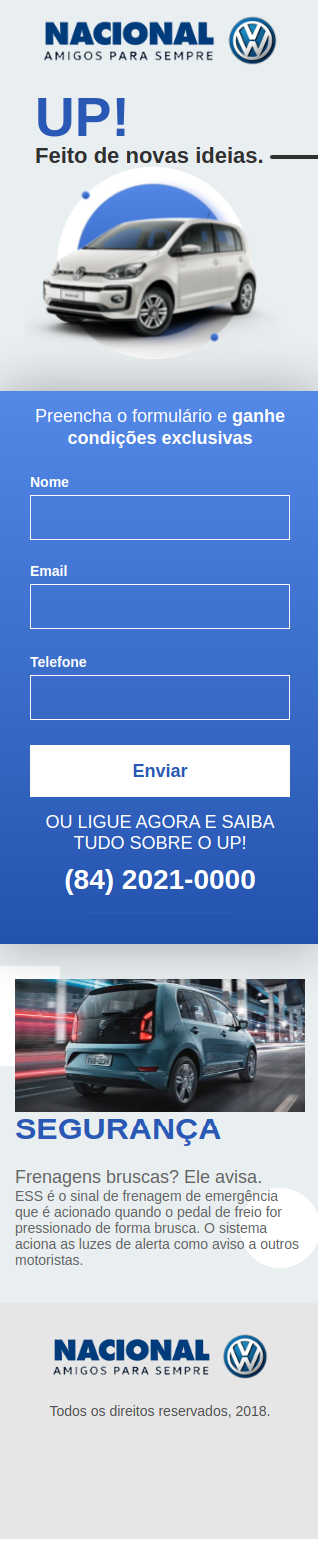 NACIONAL
AMIGOS PARA SEMPRE
UP!
Feito de novas ideias.
Preencha o formulário e ganhe
condições exclusivas
Nome
Email
Telefone
Enviar
OU LIGUE AGORA E SAIBA
TUDO SOBRE O UP!
(84) 2021-0000
SEGURANÇA
Frenagens bruscas? Ele avisa.
ESS é o sinal de frenagem de emergência
que é acionado quando o pedal de freio for
pressionado de forma brusca. O sistema
aciona as luzes de alerta como aviso a outros
motoristas.
NACIONAL
AMIGOS PARA SEMPRE
Todos os direitos reservados, 2018.